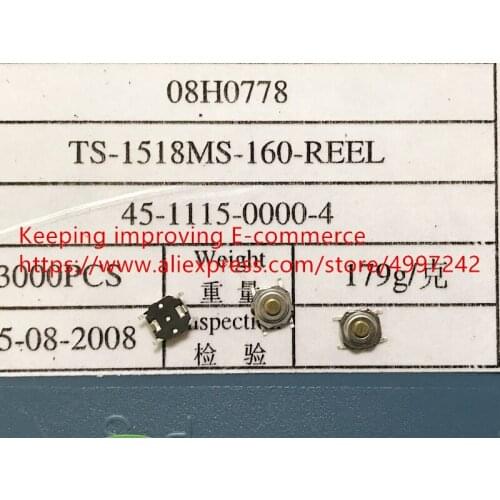 08H0778
TS-1518MS-160-REEL
45-1115-0000-4
Keeping improving E-commerce
https://www.aliexpress.com/store/4997242
3000PCS Weight 重量 179g/克
5-08-2008 Inspection 检验